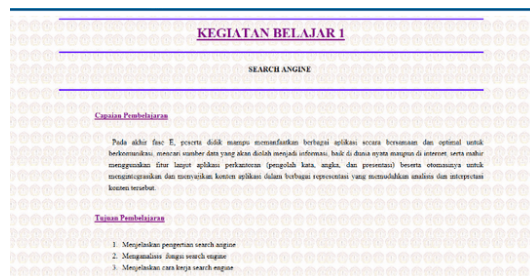 KEGIATAN BELAJAR 1
SEARCH ANGINE
Capaian Pembelajaran
Pada akhir fase E, peserta didik mampu memanfaatkan berbagai aplikasi secara bersamaan dan optimal untuk
berkomunikasi, mencari sumber data yang akan diolah menjadi informasi, baik di dunia nyata maupun di internet, serta mahir
menggunakan fitur lanjut aplikasi perkantoran (pengolah kata, angka, dan presentasi) beserta otomasinya untuk
mengintegrasikan dan menyajikan konten aplikasi dalam berbagai representasi yang memudahkan analisis dan interpretasi
konten tersebut.
Tujuan Pembelajaran
1. Menjelaskan pengertian search angine
2. Menganalisis fungsi search engine
3. Menjelaskan cara kerja search engine